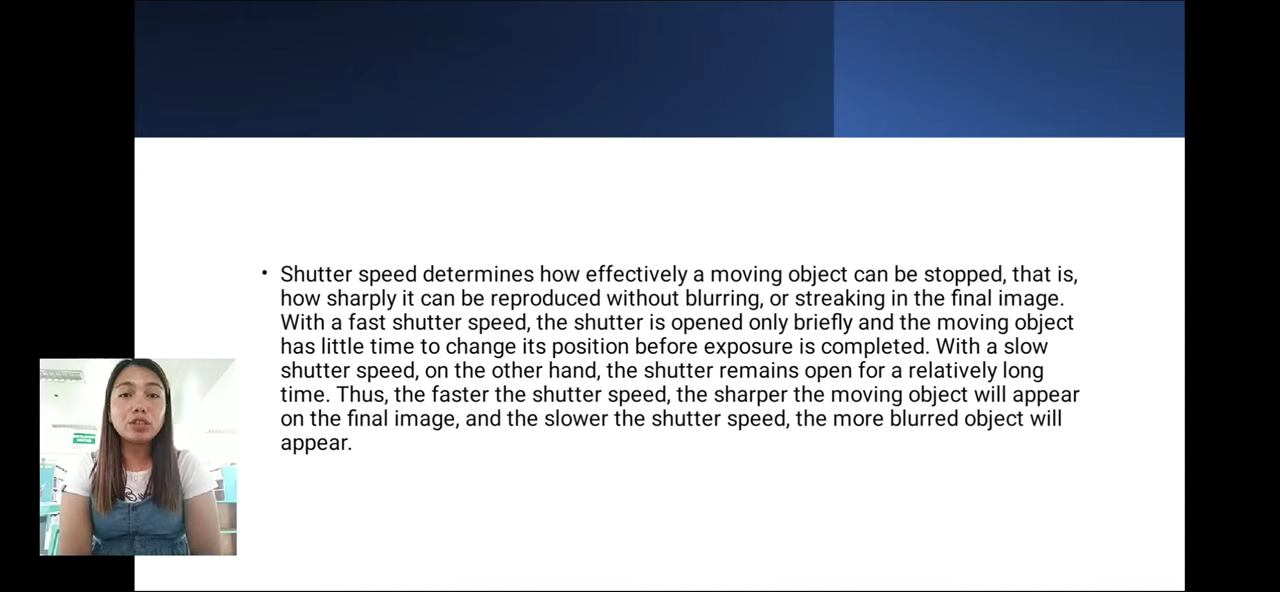 • Shutter speed determines how effectively a moving object can be stopped, that is,
how sharply it can be reproduced without blurring, or streaking in the final image.
With a fast shutter speed, the shutter is opened only briefly and the moving object
has little time to change its position before exposure is completed. With a slow
shutter speed, on the other hand, the shutter remains open for a relatively long
time. Thus, the faster the shutter speed, the sharper the moving object will appear
on the final image, and the slower the shutter speed, the more blurred object will
appear.